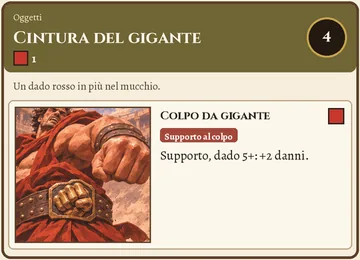 Oggetti
Cintura del gigante
4
1
Un dado rosso in più nel mucchio.
Colpo da gigante
Supporto al colpo
Supporto, dado 5+: +2 danni.